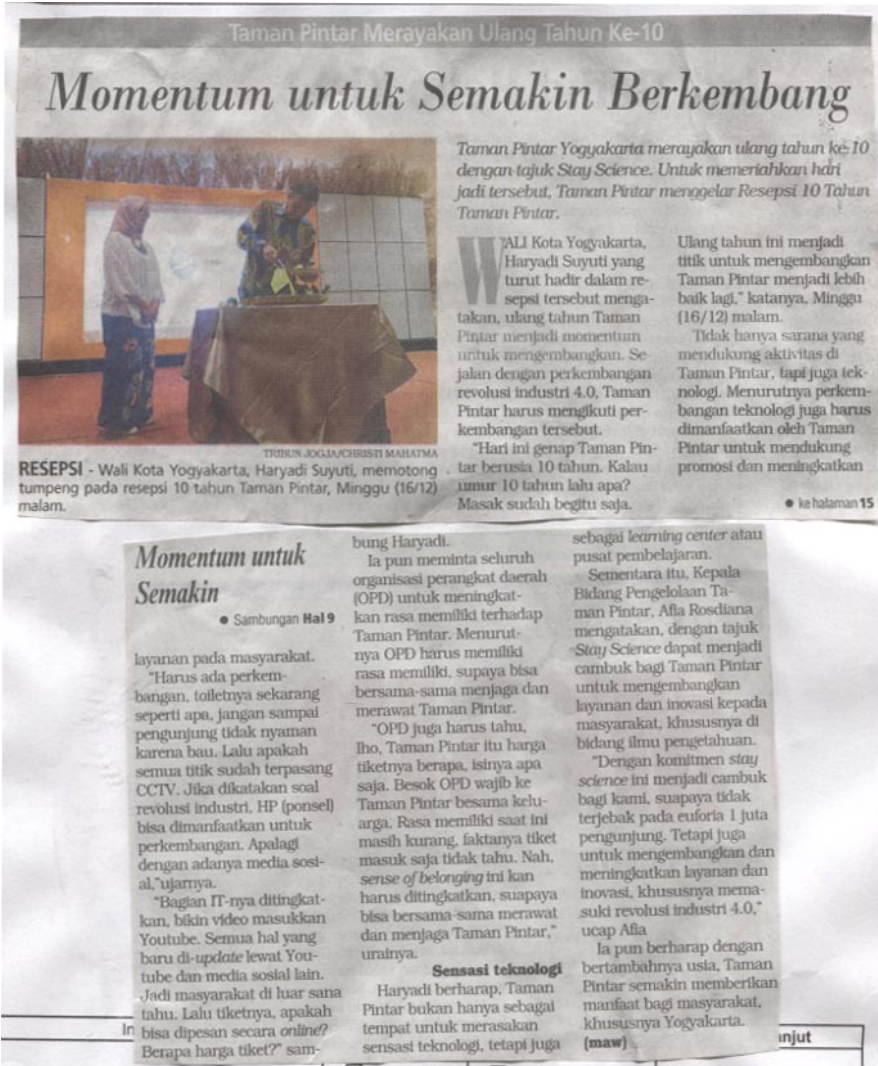 Taman Pintar Merayakan Ulang Tahun Ke-10
Momentum untuk Semakin Berkembang
TRIBUN JOGJA/CHRISTI MAHATMA
RESEPSI - Wali Kota Yogyakarta, Haryadi Suyuti, memotong
tumpeng pada resepsi 10 tahun Taman Pintar, Minggu (16/12)
malam.
Taman Pintar Yogyakarta merayakan ulang tahun ke-10
dengan tajuk Stay Science. Untuk memeriahkan hari
jadi tersebut, Taman Pintar menggelar Resepsi 10 Tahun
Taman Pintar.
WALI Kota Yogyakarta,
Haryadi Suyuti yang
turut hadir dalam re-
sepsi tersebut menga-
takan, ulang tahun Taman
Pintar menjadi momentum
untuk mengembangkan. Se
jalan dengan perkembangan
revolusi industri 4.0, Taman
Pintar harus mengikuti per-
kembangan tersebut.
"Hari ini genap Taman Pin-
tar berusia 10 tahun. Kalau
umur 10 tahun lalu apa?
Masak sudah begitu saja.
Ulang tahun ini menjadi
titik untuk mengembangkan
Taman Pintar menjadi lebih
baik lagi," katanya, Minggu
(16/12) malam.
Tidak hanya sarana yang
mendukung aktivitas di
Taman Pintar, tapi juga tek-
nologi. Menurutnya perkem-
bangan teknologi juga harus
dimanfaatkan oleh Taman
Pintar untuk mendukung
promosi dan meningkatkan
● ke halaman 15
Momentum untuk
Semakin
● Sambungan Hal 9
layanan pada masyarakat.
"Harus ada perkem-
bangan, toiletnya sekarang
seperti apa, jangan sampai
pengunjung tidak nyaman
karena bau. Lalu apakah
semua titik sudah terpasang
CCTV. Jika dikatakan soal
revolusi industri, HP (ponsel)
bisa dimanfaatkan untuk
perkembangan. Apalagi
dengan adanya media sosi-
al,"ujarnya.
"Bagian IT-nya ditingkat-
kan, bikin video masukkan
Youtube. Semua hal yang
baru di-update lewat You-
tube dan media sosial lain.
Jadi masyarakat di luar sana
tahu. Lalu tiketnya, apakah
bisa dipesan secara online?
Berapa harga tiket?" sam-
bung Haryadi.
Ia pun meminta seluruh
organisasi perangkat daerah
(OPD) untuk meningkat-
kan rasa memiliki terhadap
Taman Pintar. Menurut-
nya OPD harus memiliki
rasa memiliki, supaya bisa
bersama-sama menjaga dan
merawat Taman Pintar.
"OPD juga harus tahu,
lho, Taman Pintar itu harga
tiketnya berapa, isinya apa
saja. Besok OPD wajib ke
Taman Pintar besama kelu-
arga. Rasa memiliki saat ini
masih kurang, faktanya tiket
masuk saja tidak tahu. Nah,
sense of belonging ini kan
harus ditingkatkan, suapaya
bisa bersama-sama merawat
dan menjaga Taman Pintar,"
urainya.
Sensasi teknologi
Haryadi berharap, Taman
Pintar bukan hanya sebagai
tempat untuk merasakan
sensasi teknologi, tetapi juga
sebagai learning center atau
pusat pembelajaran.
Sementara itu, Kepala
Bidang Pengelolaan Ta-
man Pintar, Afia Rosdiana
mengatakan, dengan tajuk
Stay Science dapat menjadi
cambuk bagi Taman Pintar
untuk mengembangkan
layanan dan inovasi kepada
masyarakat, khususnya di
bidang ilmu pengetahuan.
"Dengan komitmen stay
science ini menjadi cambuk
bagi kami, suapaya tidak
terjebak pada euforia 1 juta
pengunjung. Tetapi juga
untuk mengembangkan dan
meningkatkan layanan dan
inovasi, khususnya mema-
suki revolusi industri 4.0,"
ucap Afia
Ia pun berharap dengan
bertambahnya usia, Taman
Pintar semakin memberikan
manfaat bagi masyarakat,
khususnya Yogyakarta.
(maw)
In
njut